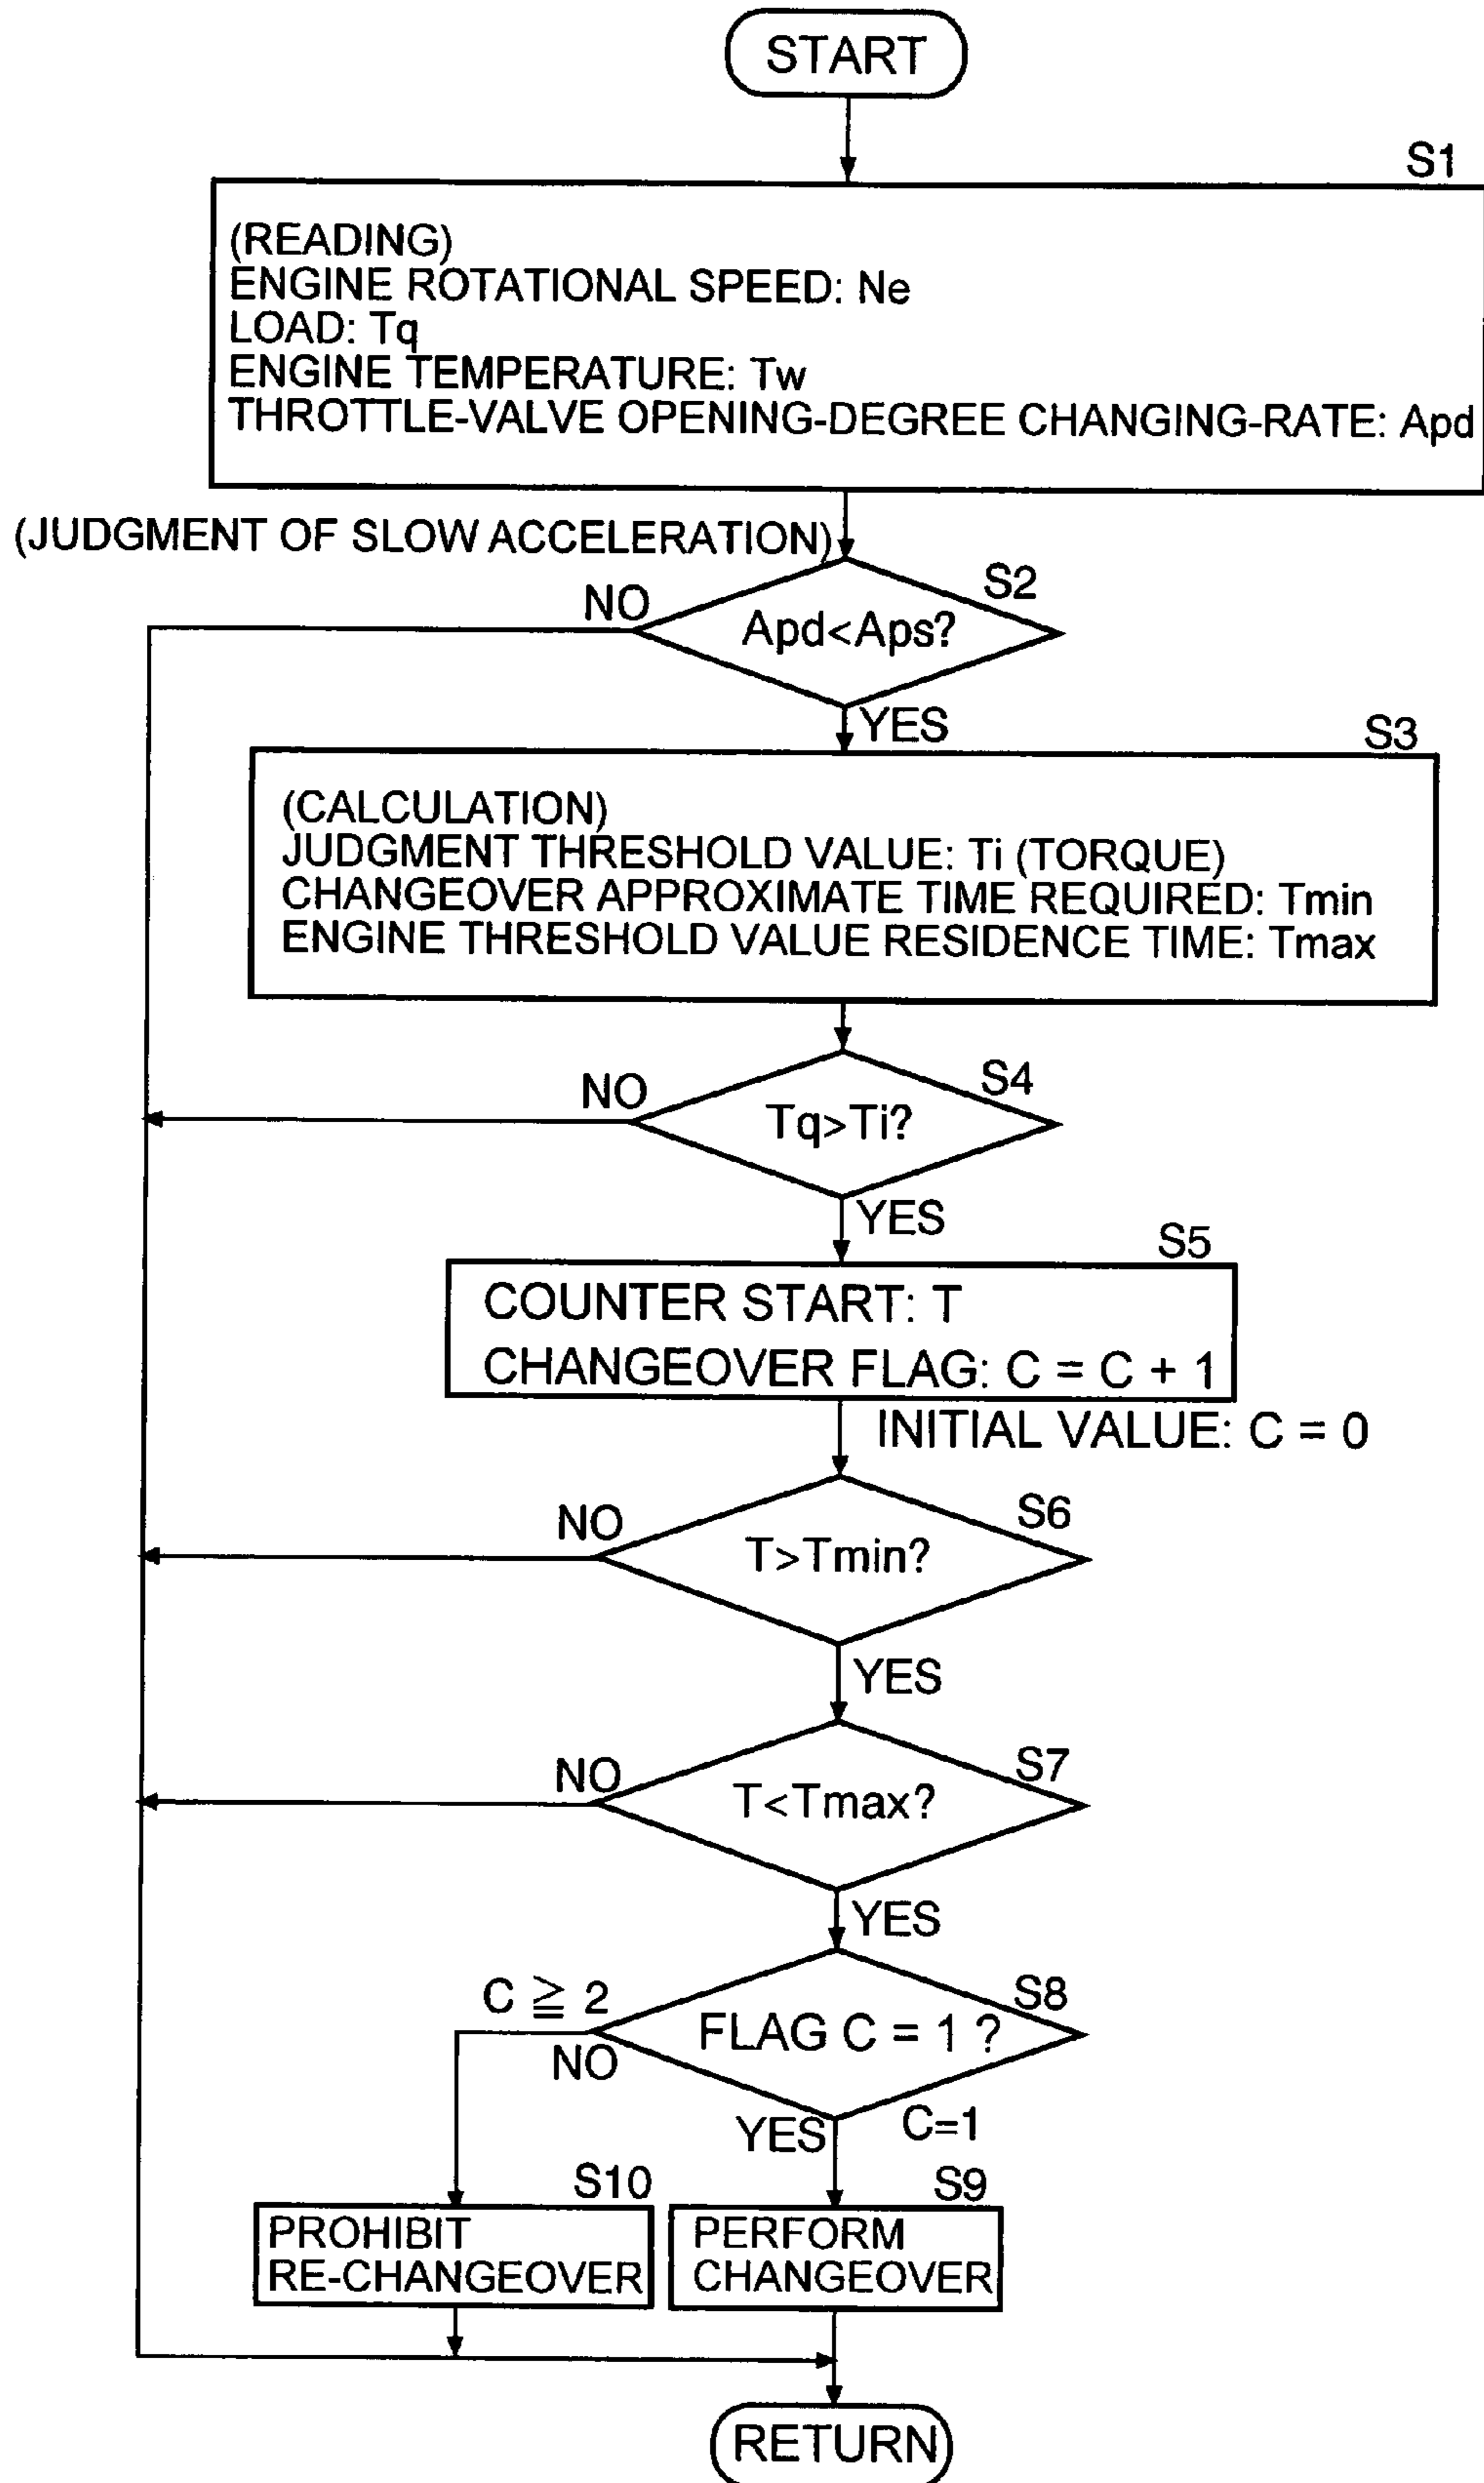 START
S1
(READING)
ENGINE ROTATIONAL SPEED: Ne
LOAD: Tq
ENGINE TEMPERATURE: Tw
THROTTLE-VALVE OPENING-DEGREE CHANGING-RATE: Apd
(JUDGMENT OF SLOW ACCELERATION)
S2
NO
Apd<Aps?
YES
S3
(CALCULATION)
JUDGMENT THRESHOLD VALUE: Ti (TORQUE)
CHANGEOVER APPROXIMATE TIME REQUIRED: Tmin
ENGINE THRESHOLD VALUE RESIDENCE TIME: Tmax
S4
NO
Tq>Ti?
YES
S5
COUNTER START: T
CHANGEOVER FLAG: C = C + 1
INITIAL VALUE: C = 0
S6
NO
T>Tmin?
YES
S7
NO
T<Tmax?
YES
S8
C ≧ 2
FLAG C = 1 ?
NO
YES
C=1
S10
S9
PROHIBIT
RE-CHANGEOVER
PERFORM
CHANGEOVER
RETURN